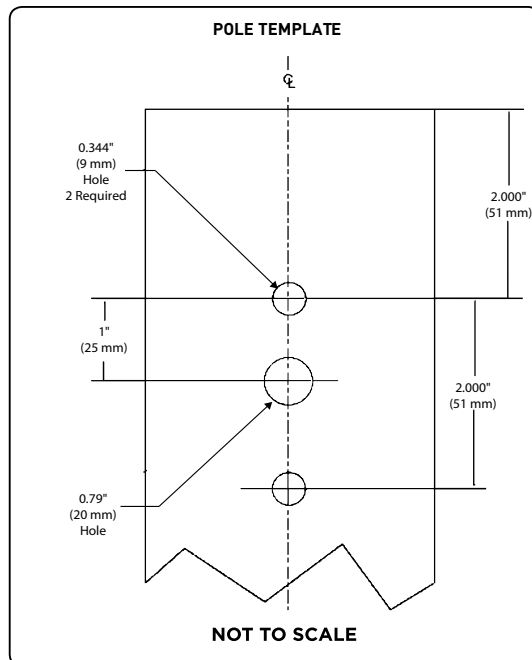 POLE TEMPLATE
℄
0.344"
(9 mm)
Hole
2 Required
2.000"
(51 mm)
1"
(25 mm)
2.000"
(51 mm)
0.79"
(20 mm)
Hole
NOT TO SCALE